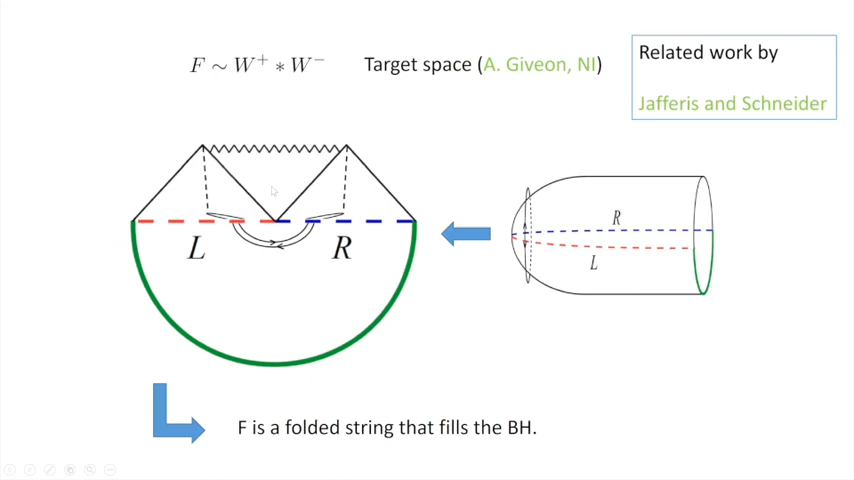 F ∼ W⁺ ∗ W⁻
Target space (A. Giveon, NI)
Related work by
Jafferis and Schneider
L
R
R
L
F is a folded string that fills the BH.